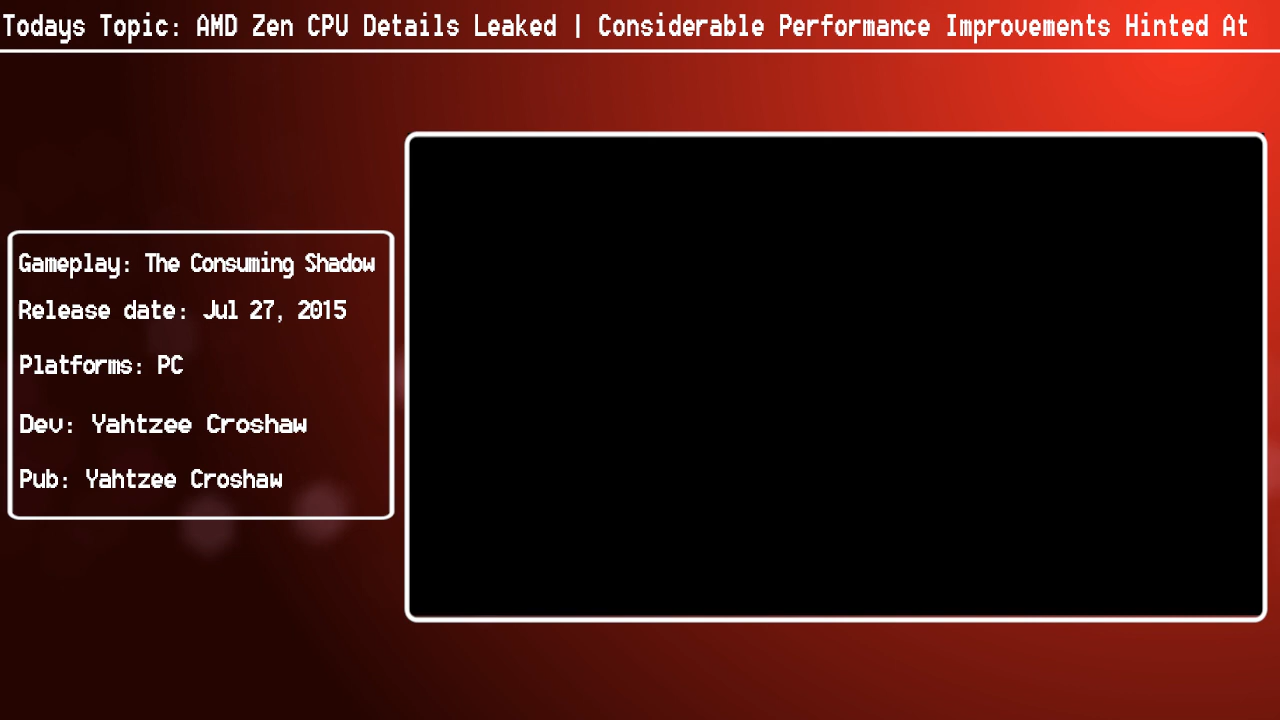 Todays Topic: AMD Zen CPU Details Leaked | Considerable Performance Improvements Hinted At
Gameplay: The Consuming Shadow
Release date: Jul 27, 2015
Platforms: PC
Dev: Yahtzee Croshaw
Pub: Yahtzee Croshaw